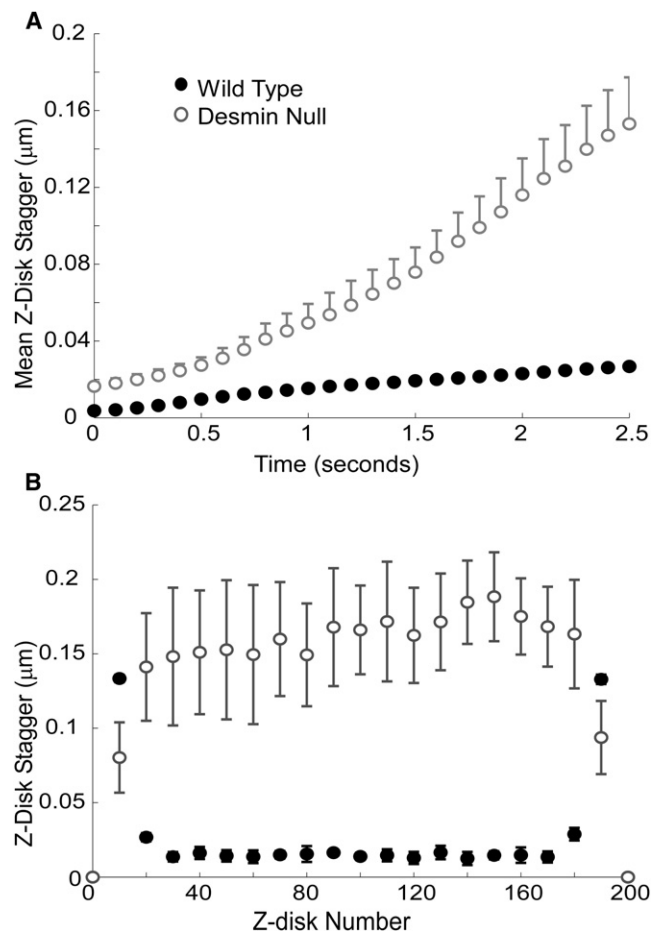 A
0.2
0.16
0.12
0.08
0.04
0
Mean Z-Disk Stagger (μm)
Wild Type
Desmin Null
0 0.5 1 1.5 2 2.5
Time (seconds)
B
0.25
0.2
0.15
0.1
0.05
0
Z-Disk Stagger (μm)
0 40 80 120 160 200
Z-disk Number